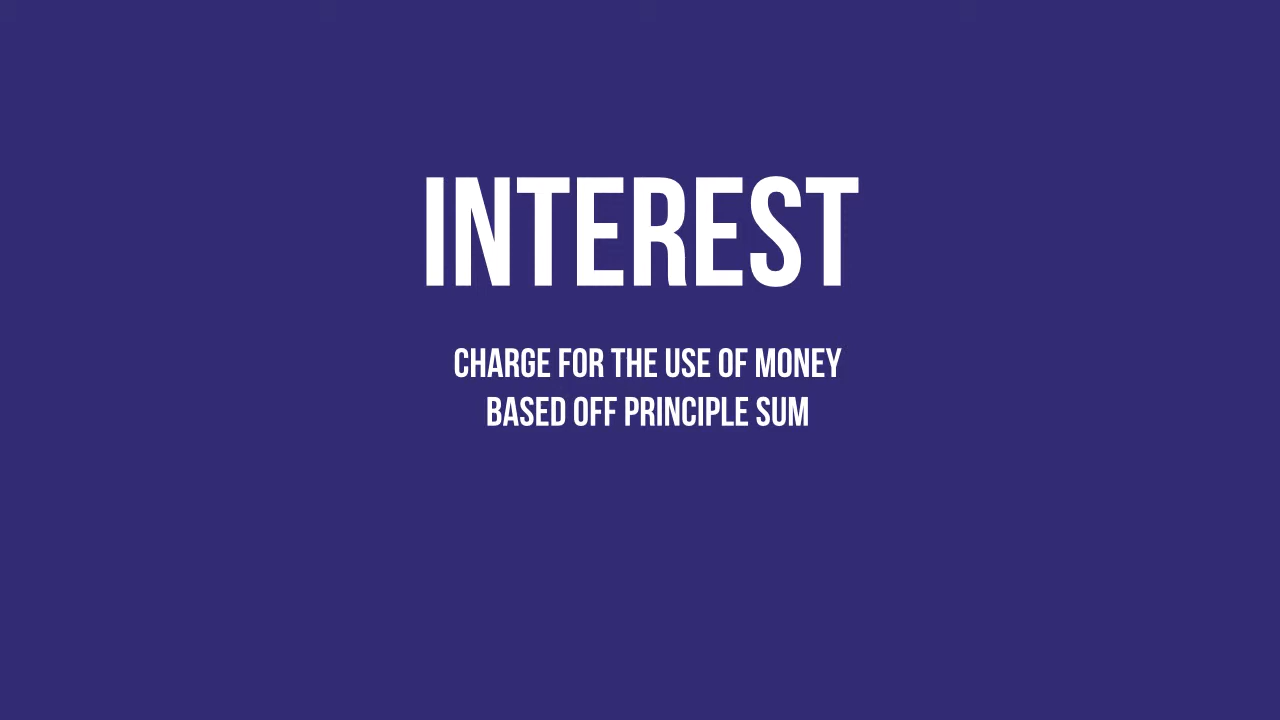 INTEREST
CHARGE FOR THE USE OF MONEY
BASED OFF PRINCIPLE SUM